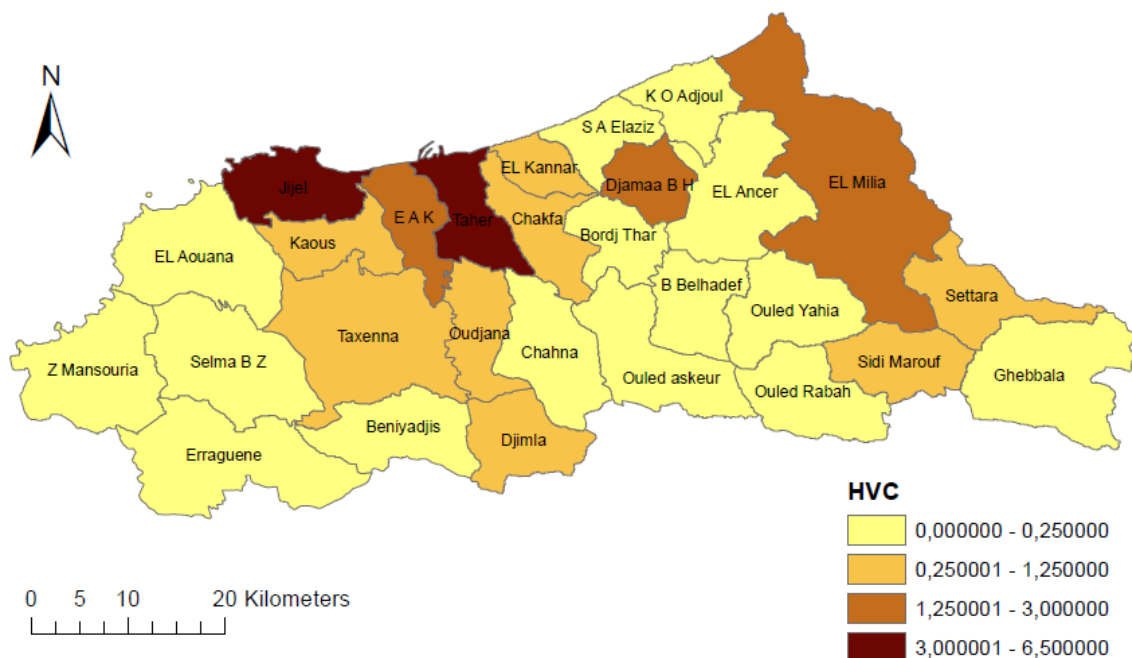 N
K O Adjoul
S A Elaziz
EL Kannar
Jijel
Djamaa B H
EL Milia
EL Ancer
E A K
Taher
Chakfa
Bordj Thar
Kaous
EL Aouana
B Belhadef
Settara
Ouled Yahia
Oudjana
Taxenna
Chahna
Selma B Z
Sidi Marouf
Z Mansouria
Ouled askeur
Ghebbala
Ouled Rabah
Beniyadjis
Djimla
Erraguene
HVC
0,000000 - 0,250000
0,250001 - 1,250000
1,250001 - 3,000000
3,000001 - 6,500000
0 5 10 20 Kilometers